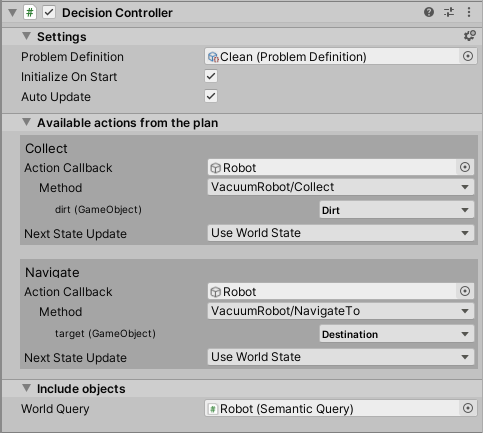 Decision Controller
Settings
Problem Definition Clean (Problem Definition)
Initialize On Start
Auto Update
Available actions from the plan
Collect
Action Callback Robot
Method VacuumRobot/Collect
dirt (GameObject) Dirt
Next State Update Use World State
Navigate
Action Callback Robot
Method VacuumRobot/NavigateTo
target (GameObject) Destination
Next State Update Use World State
Include objects
World Query Robot (Semantic Query)